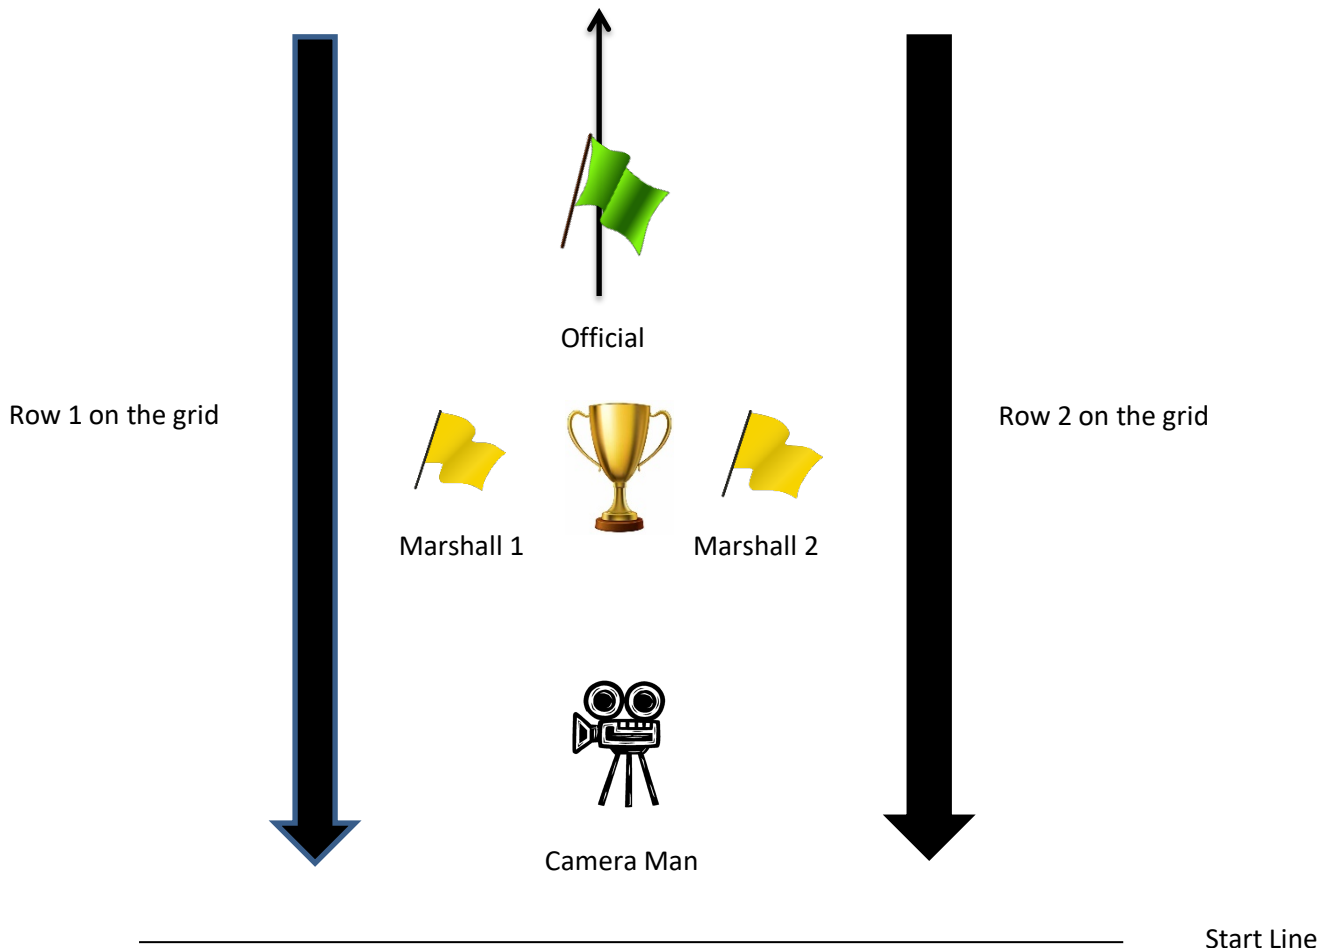 Official
Row 1 on the grid
Row 2 on the grid
Marshall 1
Marshall 2
Camera Man
Start Line